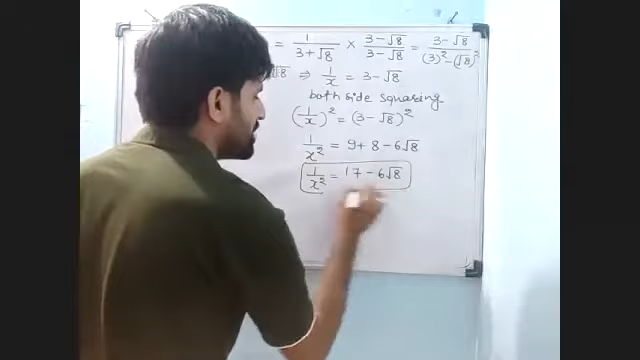 = 1/(3+√8) × (3-√8)/(3-√8) = (3-√8)/((3)²-(√8)²)
√8 ⇒ 1/x = 3-√8
both side squaring
(1/x)² = (3-√8)²
1/x² = 9+8-6√8
1/x² = 17-6√8